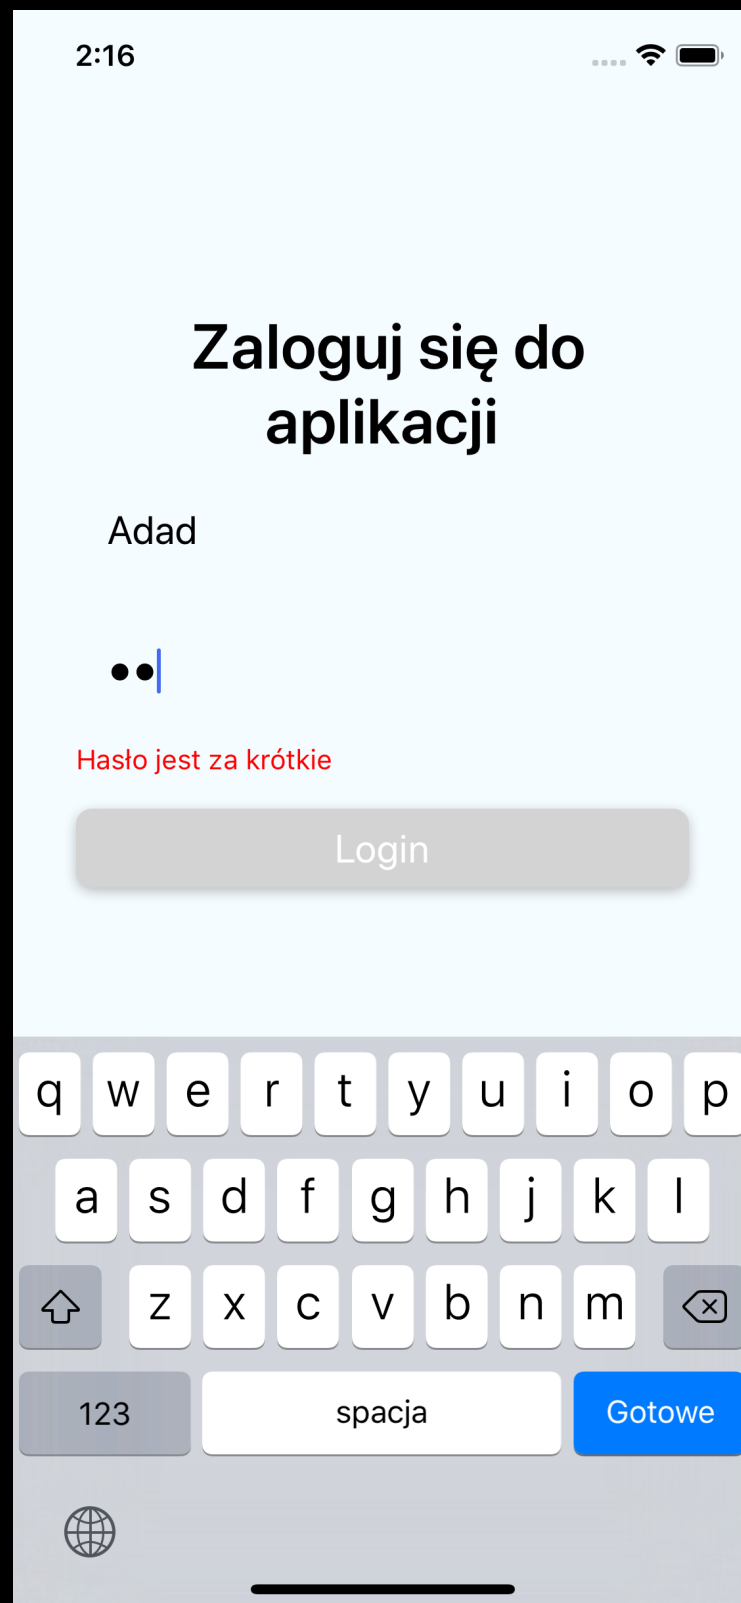 2:16
Zaloguj się do
aplikacji
Adad
••
Hasło jest za krótkie
Login
q w e r t y u i o p
a s d f g h j k l
z x c v b n m
123 spacja Gotowe